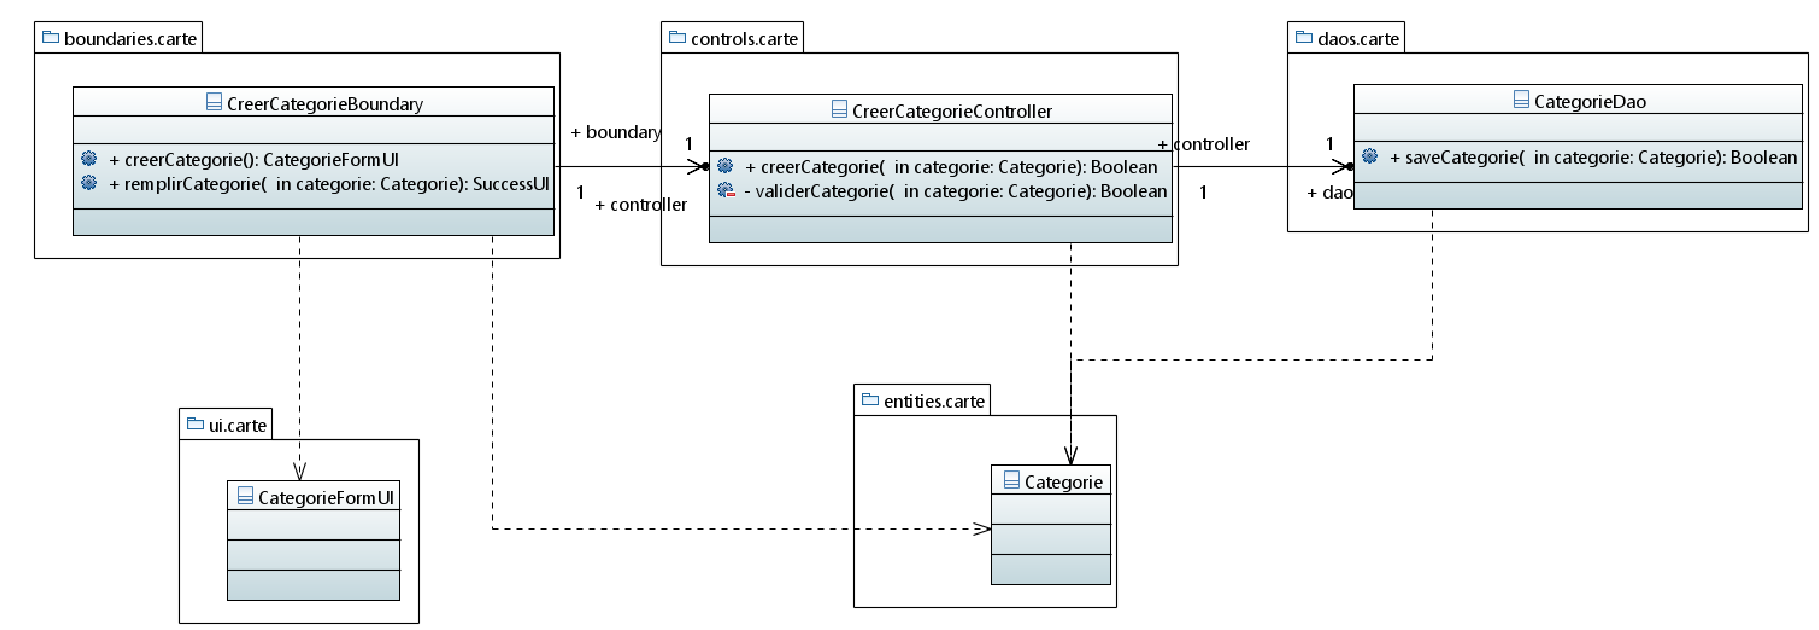 boundaries.carte
CreerCategorieBoundary
+ creerCategorie(): CategorieFormUI
+ remplirCategorie( in categorie: Categorie): SuccessUI
+ boundary
1
1
+ controller
controls.carte
CreerCategorieController
+ creerCategorie( in categorie: Categorie): Boolean
- validerCategorie( in categorie: Categorie): Boolean
+ controller
1
1
+ dao
daos.carte
CategorieDao
+ saveCategorie( in categorie: Categorie): Boolean
ui.carte
CategorieFormUI
entities.carte
Categorie